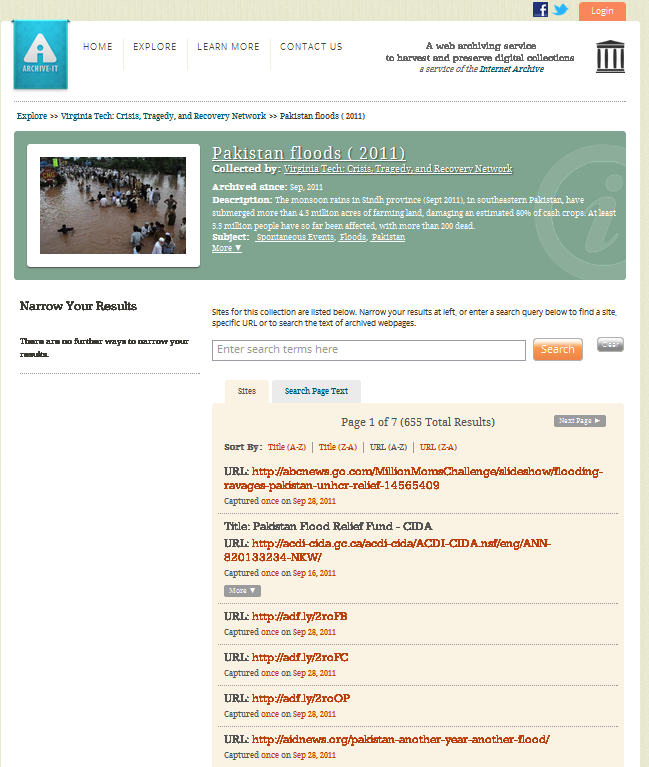 Login
ARCHIVE-IT
HOME
EXPLORE
LEARN MORE
CONTACT US
A web archiving service
to harvest and preserve digital collections
a service of the Internet Archive
Explore >> Virginia Tech: Crisis, Tragedy, and Recovery Network >> Pakistan floods ( 2011)
Pakistan floods ( 2011)
Collected by: Virginia Tech: Crisis, Tragedy, and Recovery Network
Archived since: Sep, 2011
Description: The monsoon rains in Sindh province (Sept 2011), in southeastern Pakistan, have
submerged more than 4.5 million acres of farming land, damaging an estimated 80% of cash crops. At least
5.5 million people have so far been affected, with more than 200 dead.
Subject: Spontaneous Events, Floods, Pakistan
More ▼
Narrow Your Results
There are no further ways to narrow your
results.
Sites for this collection are listed below. Narrow your results at left, or enter a search query below to find a site,
specific URL or to search the text of archived webpages.
Enter search terms here
Search
Clear
Sites
Search Page Text
Page 1 of 7 (655 Total Results)
Next Page ►
Sort By: Title (A-Z) | Title (Z-A) | URL (A-Z) | URL (Z-A)
URL: http://abcnews.go.com/MillionMomsChallenge/slideshow/flooding-
ravages-pakistan-unhcr-relief-14565409
Captured once on Sep 28, 2011
Title: Pakistan Flood Relief Fund - CIDA
URL: http://acdi-cida.gc.ca/acdi-cida/ACDI-CIDA.nsf/eng/ANN-
820133234-NKW/
Captured once on Sep 16, 2011
More ▼
URL: http://adf.ly/2roFB
Captured once on Sep 28, 2011
URL: http://adf.ly/2roFC
Captured once on Sep 28, 2011
URL: http://adf.ly/2roOP
Captured once on Sep 28, 2011
URL: http://aidnews.org/pakistan-another-year-another-flood/
Captured once on Sep 28, 2011